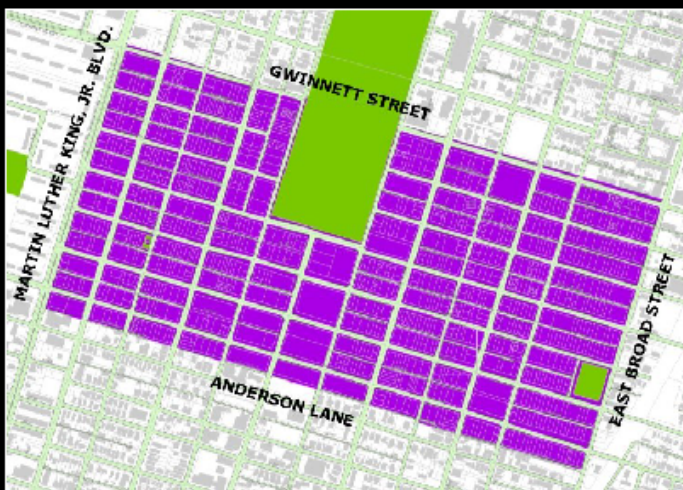 MARTIN LUTHER KING, JR. BLVD.
GWINNETT STREET
EAST BROAD STREET
ANDERSON LANE